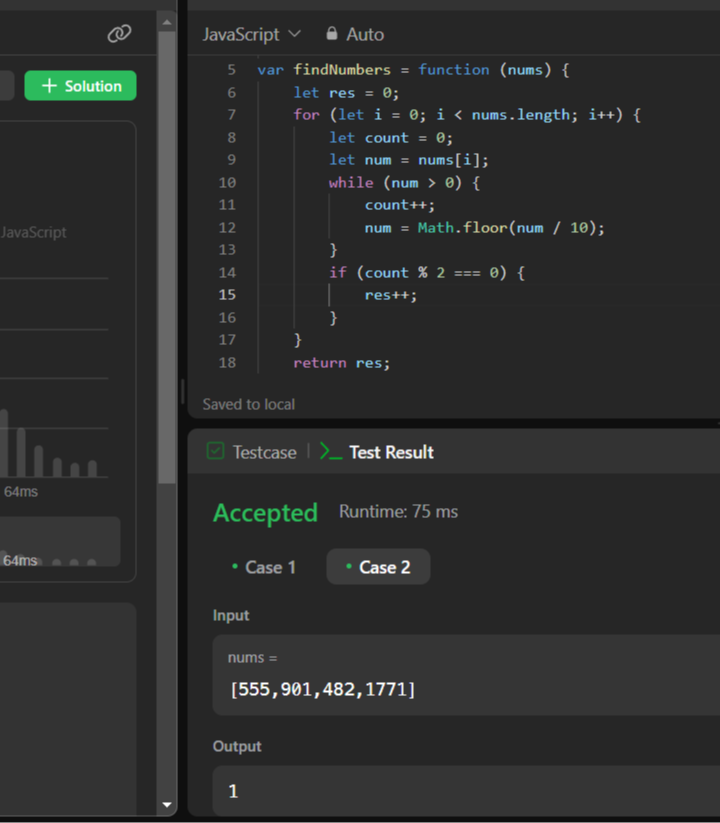 + Solution
JavaScript
64ms
64ms
JavaScript Auto
5 var findNumbers = function (nums) {
6 let res = 0;
7 for (let i = 0; i < nums.length; i++) {
8 let count = 0;
9 let num = nums[i];
10 while (num > 0) {
11 count++;
12 num = Math.floor(num / 10);
13 }
14 if (count % 2 === 0) {
15 res++;
16 }
17 }
18 return res;
Saved to local
Testcase | >_ Test Result
Accepted Runtime: 75 ms
• Case 1 • Case 2
Input
nums =
[555,901,482,1771]
Output
1